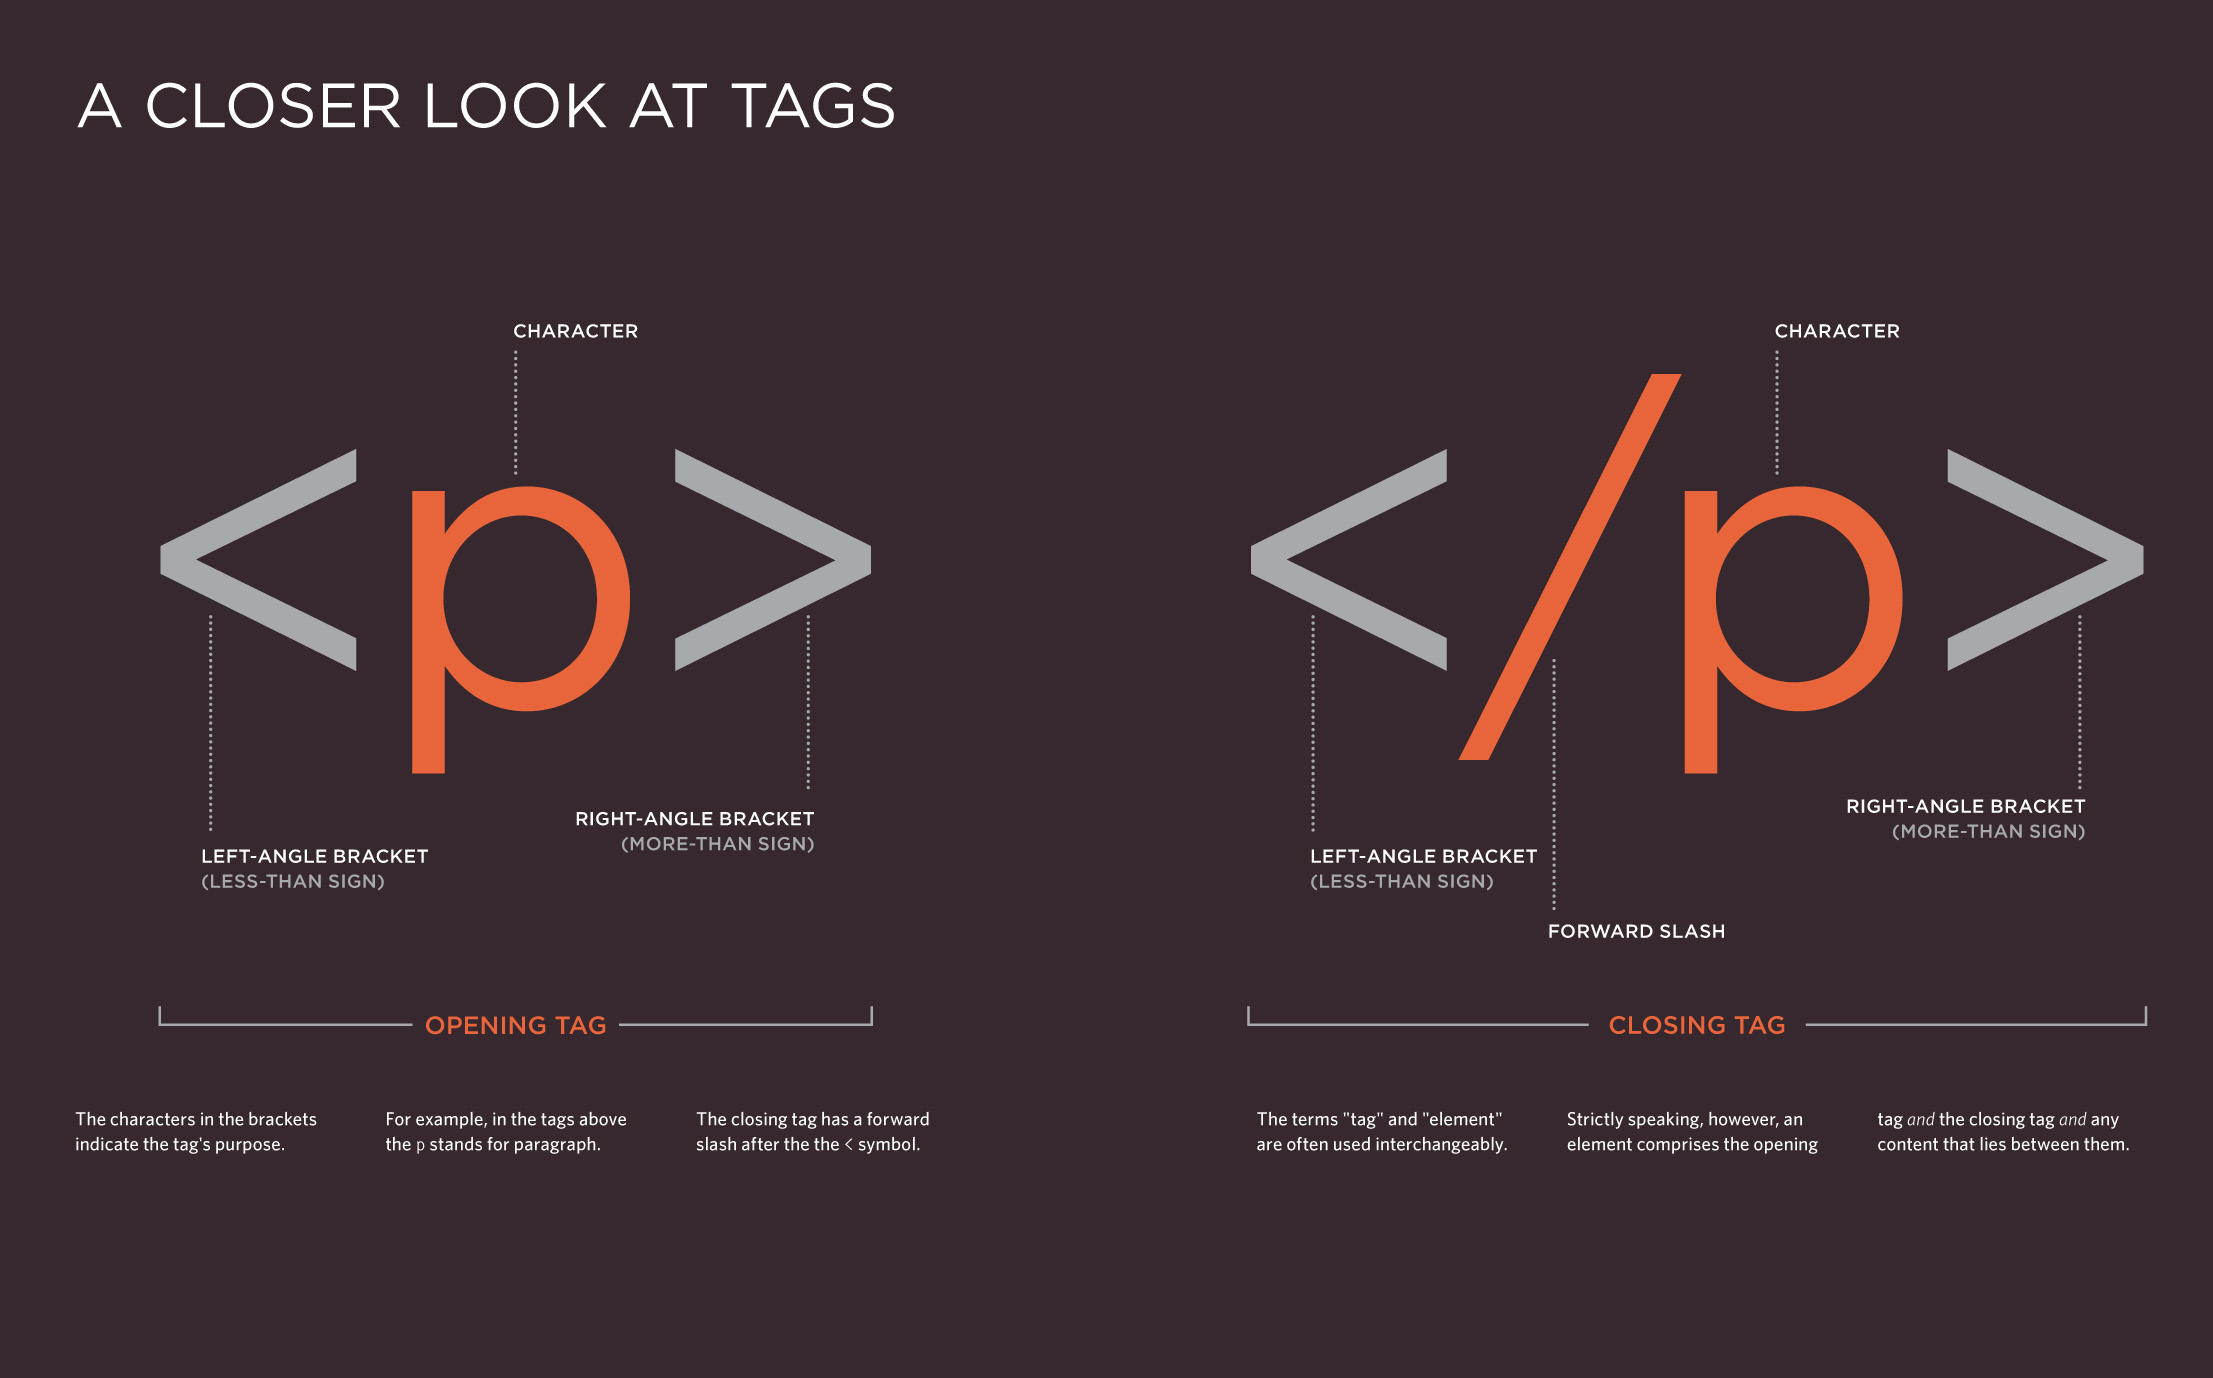 A CLOSER LOOK AT TAGS
CHARACTER
<p>
RIGHT-ANGLE BRACKET
(MORE-THAN SIGN)
LEFT-ANGLE BRACKET
(LESS-THAN SIGN)
OPENING TAG
The characters in the brackets
indicate the tag's purpose.
For example, in the tags above
the p stands for paragraph.
The closing tag has a forward
slash after the the < symbol.
CHARACTER
</p>
RIGHT-ANGLE BRACKET
(MORE-THAN SIGN)
LEFT-ANGLE BRACKET
(LESS-THAN SIGN)
FORWARD SLASH
CLOSING TAG
The terms "tag" and "element"
are often used interchangeably.
Strictly speaking, however, an
element comprises the opening
tag and the closing tag and any
content that lies between them.